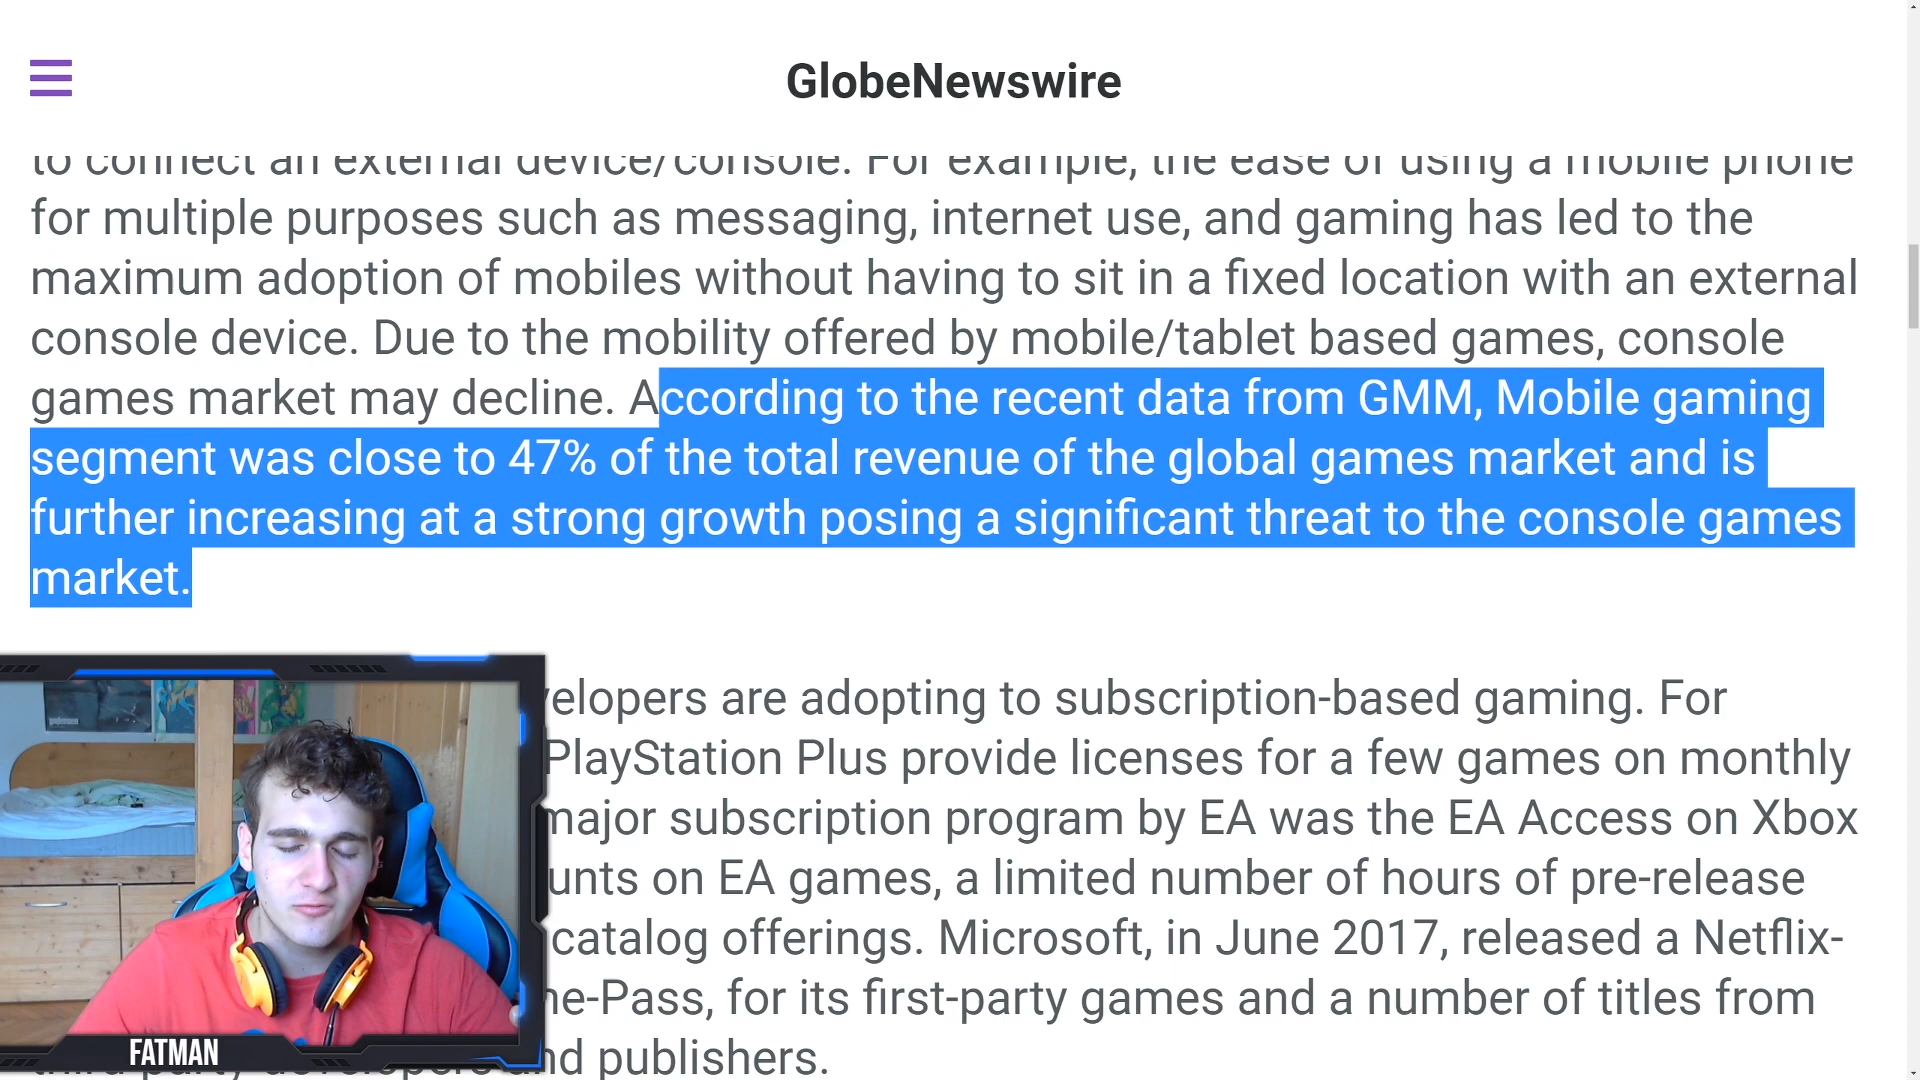 GlobeNewswire
to connect an external device/console. For example, the ease of using a mobile phone
for multiple purposes such as messaging, internet use, and gaming has led to the
maximum adoption of mobiles without having to sit in a fixed location with an external
console device. Due to the mobility offered by mobile/tablet based games, console
games market may decline. According to the recent data from GMM, Mobile gaming
segment was close to 47% of the total revenue of the global games market and is
further increasing at a strong growth posing a significant threat to the console games
market.
velopers are adopting to subscription-based gaming. For
PlayStation Plus provide licenses for a few games on monthly
major subscription program by EA was the EA Access on Xbox
unts on EA games, a limited number of hours of pre-release
catalog offerings. Microsoft, in June 2017, released a Netflix-
ne-Pass, for its first-party games and a number of titles from
third-party developers and publishers.
FATMAN